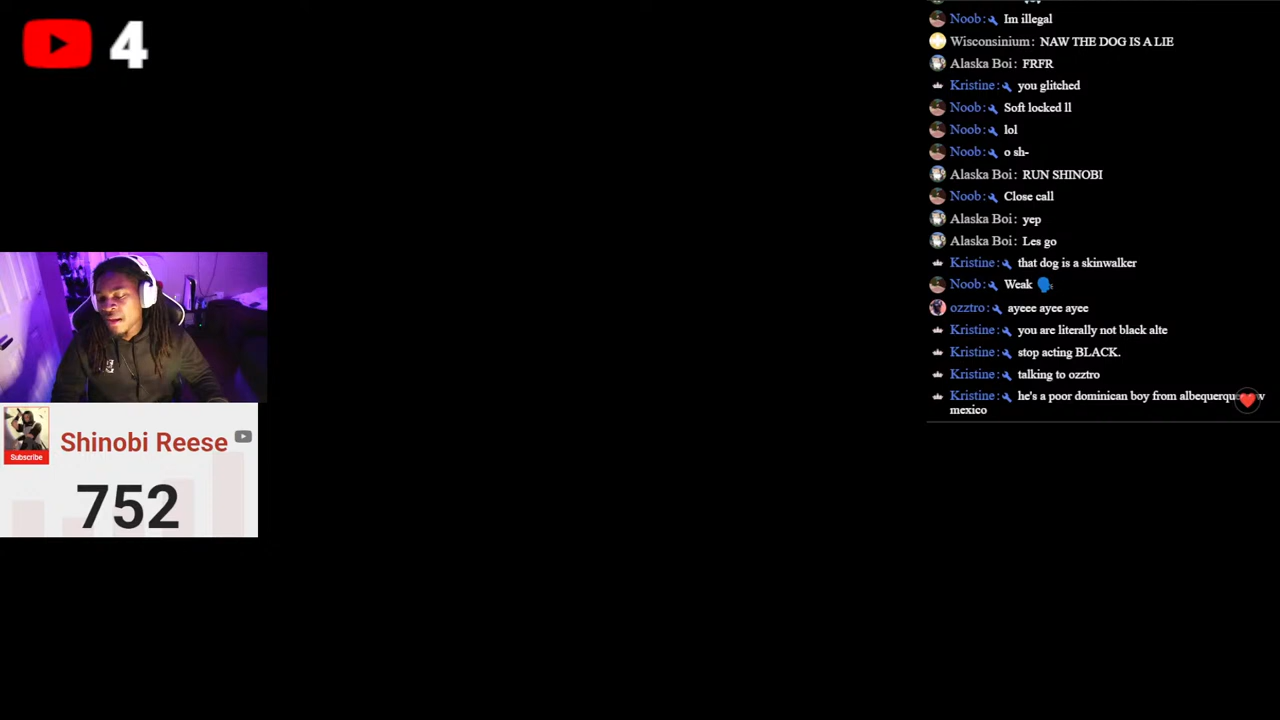 4
Noob: Im illegal
Wisconsinium: NAW THE DOG IS A LIE
Alaska Boi: FRFR
Kristine: you glitched
Noob: Soft locked ll
Noob: lol
Noob: o sh-
Alaska Boi: RUN SHINOBI
Noob: Close call
Alaska Boi: yep
Alaska Boi: Les go
Kristine: that dog is a skinwalker
Noob: Weak
ozztro: ayeee ayee ayee
Kristine: you are literally not black alte
Kristine: stop acting BLACK.
Kristine: talking to ozztro
Kristine: he's a poor dominican boy from
mexico
Shinobi Reese
Subscribe
752